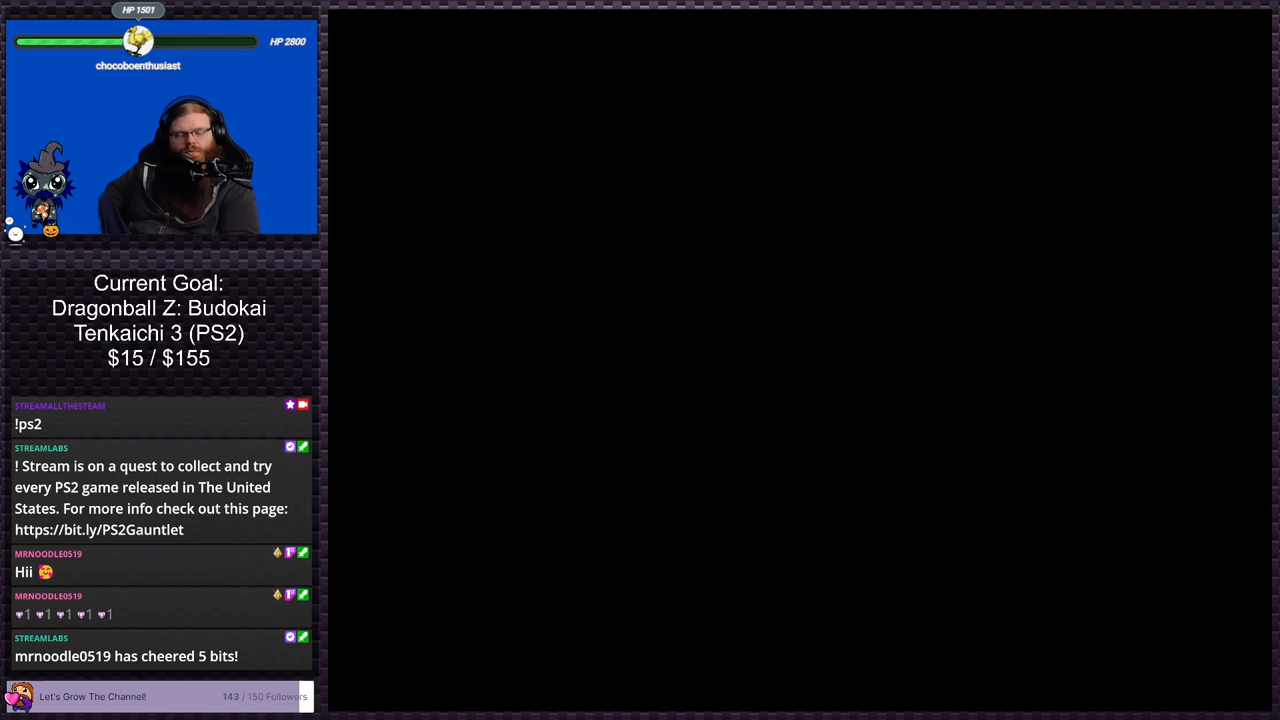 HP 1501
HP 2800
chocoboenthusiast
Current Goal:
Dragonball Z: Budokai
Tenkaichi 3 (PS2)
$15 / $155
STREAMALLTHESTEAM
!ps2
STREAMLABS
! Stream is on a quest to collect and try
every PS2 game released in The United
States. For more info check out this page:
https://bit.ly/PS2Gauntlet
MRNOODLE0519
Hii
MRNOODLE0519
1 1 1 1 1
STREAMLABS
mrnoodle0519 has cheered 5 bits!
Let's Grow The Channel! 143 / 150 Followers